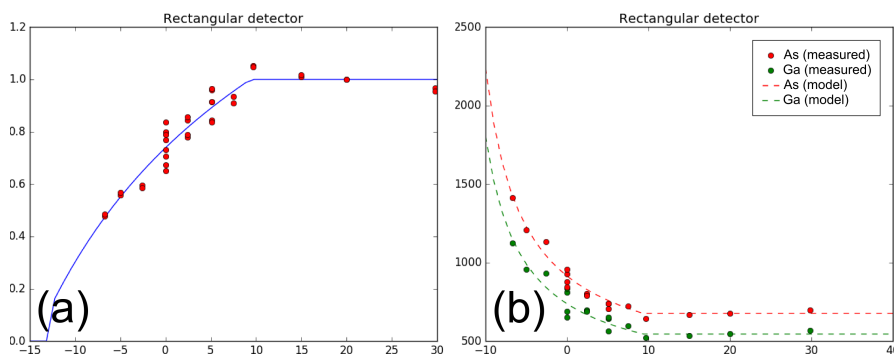 Rectangular detector
1.2
1.0
0.8
0.6
0.4
0.2
0.0
(a)
−15 −10 −5 0 5 10 15 20 25 30
Rectangular detector
2500
2000
1500
1000
500
As (measured)
Ga (measured)
As (model)
Ga (model)
(b)
−10 0 10 20 30 40